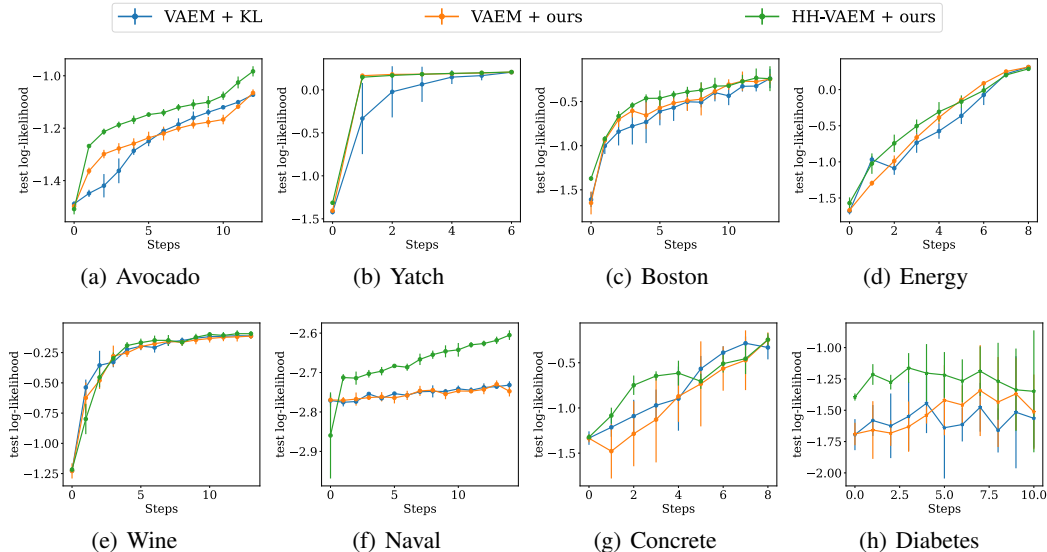 VAEM + KL VAEM + ours HH-VAEM + ours
test log-likelihood
−1.0
−1.2
−1.4
0 5 10
Steps
(a) Avocado
test log-likelihood
0.0
−0.5
−1.0
−1.5
0 2 4 6
Steps
(b) Yatch
test log-likelihood
−0.5
−1.0
−1.5
0 5 10
Steps
(c) Boston
test log-likelihood
0.0
−0.5
−1.0
−1.5
0 2 4 6 8
Steps
(d) Energy
test log-likelihood
−0.25
−0.50
−0.75
−1.00
−1.25
0 5 10
Steps
(e) Wine
test log-likelihood
−2.6
−2.7
−2.8
−2.9
0 5 10
Steps
(f) Naval
test log-likelihood
−0.5
−1.0
−1.5
0 2 4 6 8
Steps
(g) Concrete
test log-likelihood
−1.00
−1.25
−1.50
−1.75
−2.00
0.0 2.5 5.0 7.5 10.0
Steps
(h) Diabetes